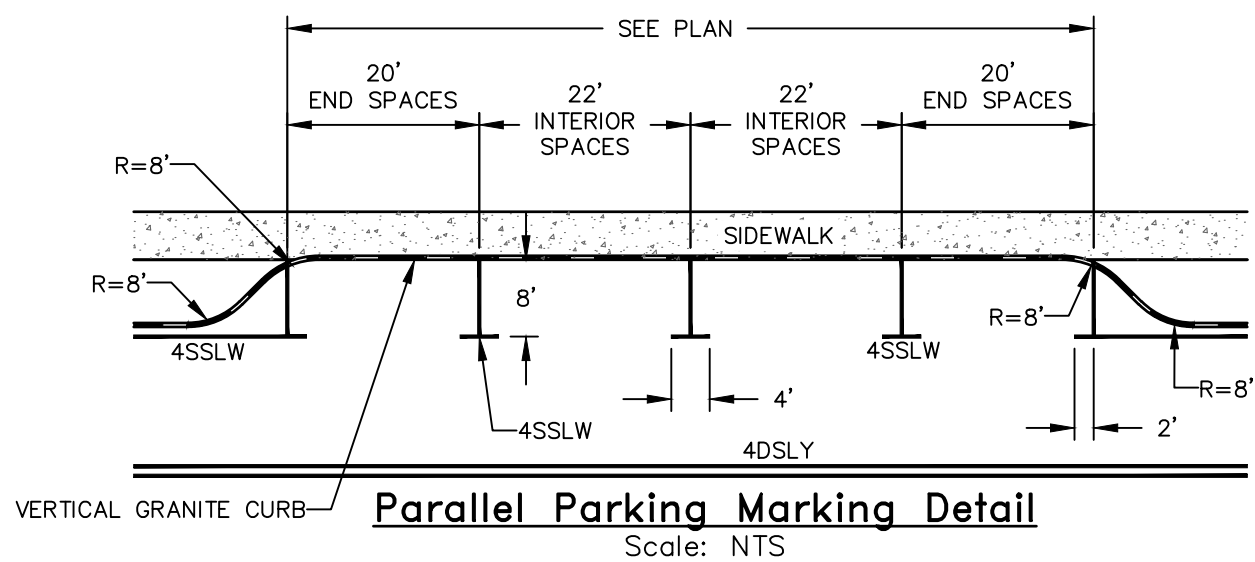 SEE PLAN
20'
END SPACES
22'
INTERIOR
SPACES
22'
INTERIOR
SPACES
20'
END SPACES
R=8'
SIDEWALK
R=8'
8'
R=8'
4SSLW
4SSLW
R=8'
4'
4SSLW
2'
4DSLY
VERTICAL GRANITE CURB
Parallel Parking Marking Detail
Scale: NTS